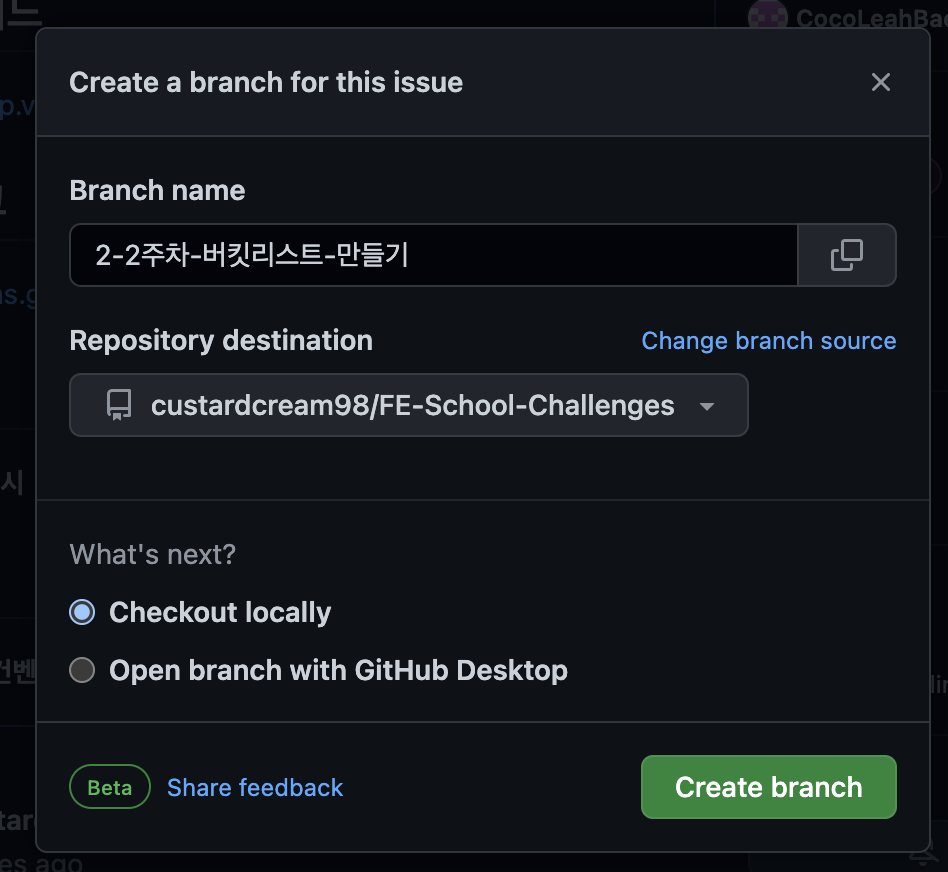 CocoLeahBae
Create a branch for this issue
Branch name
2-2주차-버킷리스트-만들기
Repository destination
Change branch source
custardcream98/FE-School-Challenges
What's next?
Checkout locally
Open branch with GitHub Desktop
Beta
Share feedback
Create branch
ago